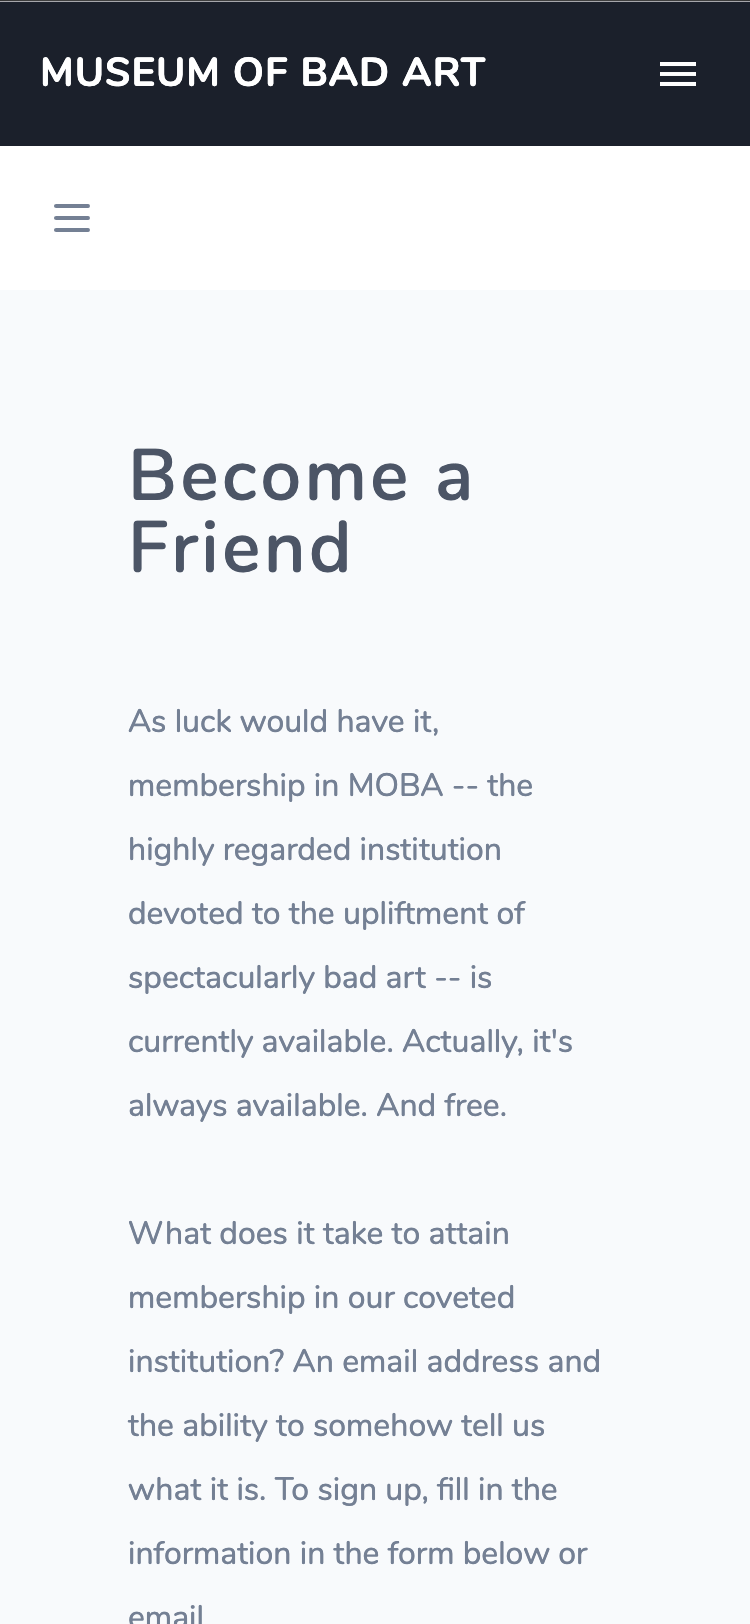 MUSEUM OF BAD ART
Become a
Friend
As luck would have it,
membership in MOBA -- the
highly regarded institution
devoted to the upliftment of
spectacularly bad art -- is
currently available. Actually, it's
always available. And free.
What does it take to attain
membership in our coveted
institution? An email address and
the ability to somehow tell us
what it is. To sign up, fill in the
information in the form below or
email